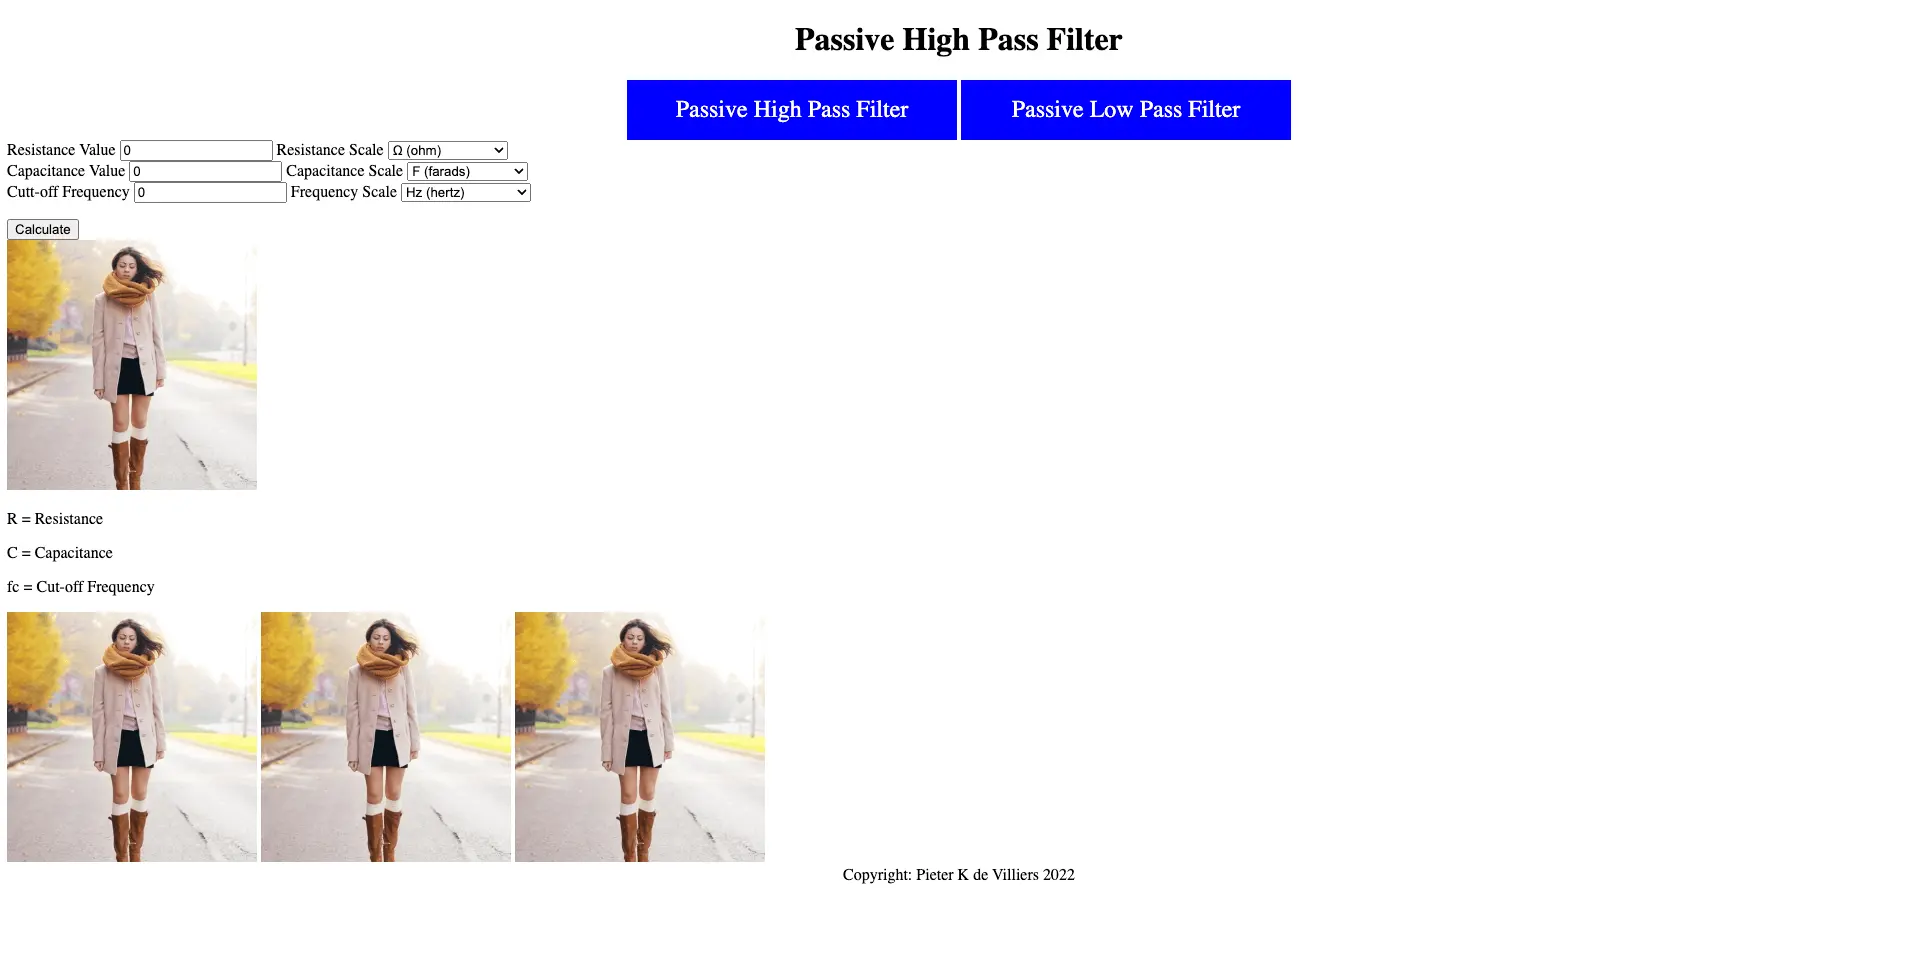 Passive High Pass Filter
Passive High Pass Filter Passive Low Pass Filter
Resistance Value 0 Resistance Scale Ω (ohm)
Capacitance Value 0 Capacitance Scale F (farads)
Cutt-off Frequency 0 Frequency Scale Hz (hertz)
Calculate
R = Resistance
C = Capacitance
fc = Cut-off Frequency
Copyright: Pieter K de Villiers 2022